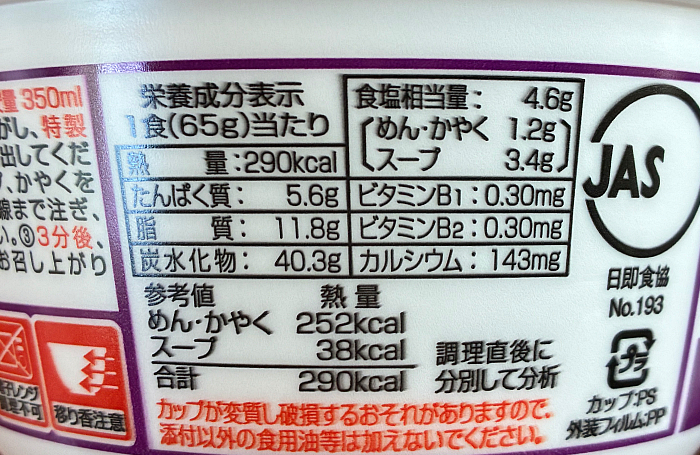 量 350ml
がし、特製
出してくだ
かやくを
線まで注ぎ、
い。③3分後、
お召し上がり
栄養成分表示
1食(65g)当たり
熱量:290kcal
たんぱく質: 5.6g
脂質: 11.8g
炭水化物: 40.3g
食塩相当量: 4.6g
(めん・かやく 1.2g)
(スープ 3.4g)
ビタミンB1:0.30mg
ビタミンB2:0.30mg
カルシウム: 143mg
参考値 熱量
めん・かやく 252kcal
スープ 38kcal
合計 290kcal
調理直後に
分別して分析
カップが変質し破損するおそれがありますので、
添付以外の食用油等は加えないでください。
JAS
日即食協
No.193
プラ
カップ:PS
外装フィルム:PP
子レンジ
不可
移り香注意